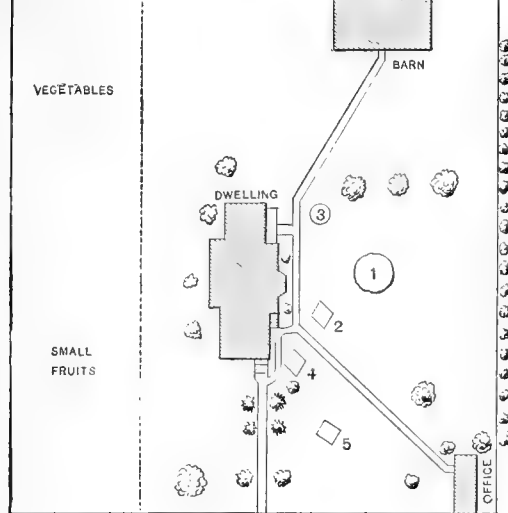 BARN
VEGETABLES
DWELLING
3
1
2
SMALL
FRUITS
4
5
OFFICE